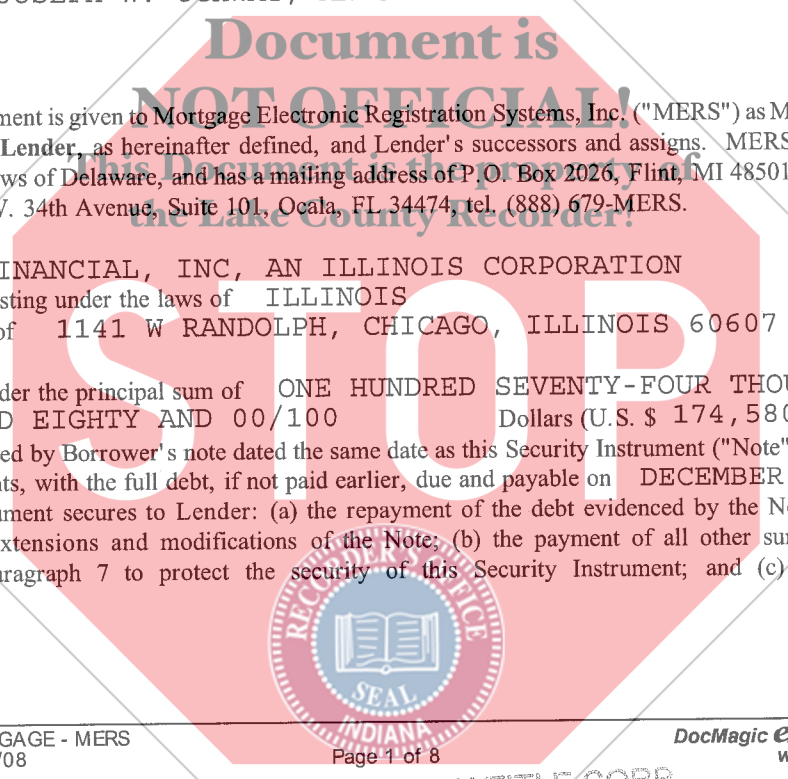 Document is
NOT OFFICIAL!
ment is given to Mortgage Electronic Registration Systems, Inc. ("MERS") as M
Lender, as hereinafter defined, and Lender's successors and assigns. MERS
This Document is the property of
ws of Delaware, and has a mailing address of P.O. Box 2026, Flint, MI 48501
the Lake County Recorder!
. 34th Avenue, Suite 101, Ocala, FL 34474, tel. (888) 679-MERS.
INANCIAL, INC, AN ILLINOIS CORPORATION
sting under the laws of ILLINOIS
of 1141 W RANDOLPH, CHICAGO, ILLINOIS 60607
STOP
der the principal sum of ONE HUNDRED SEVENTY-FOUR THOU
D EIGHTY AND 00/100 Dollars (U.S. $ 174,580
ed by Borrower's note dated the same date as this Security Instrument ("Note"
nts, with the full debt, if not paid earlier, due and payable on DECEMBER
ument secures to Lender: (a) the repayment of the debt evidenced by the No
xtensions and modifications of the Note; (b) the payment of all other sur
aragraph 7 to protect the security of this Security Instrument; and (c)
RECORDER'S OFFICE
SEAL
INDIANA
GAGE - MERS
/08
Page 1 of 8
DocMagic e
w